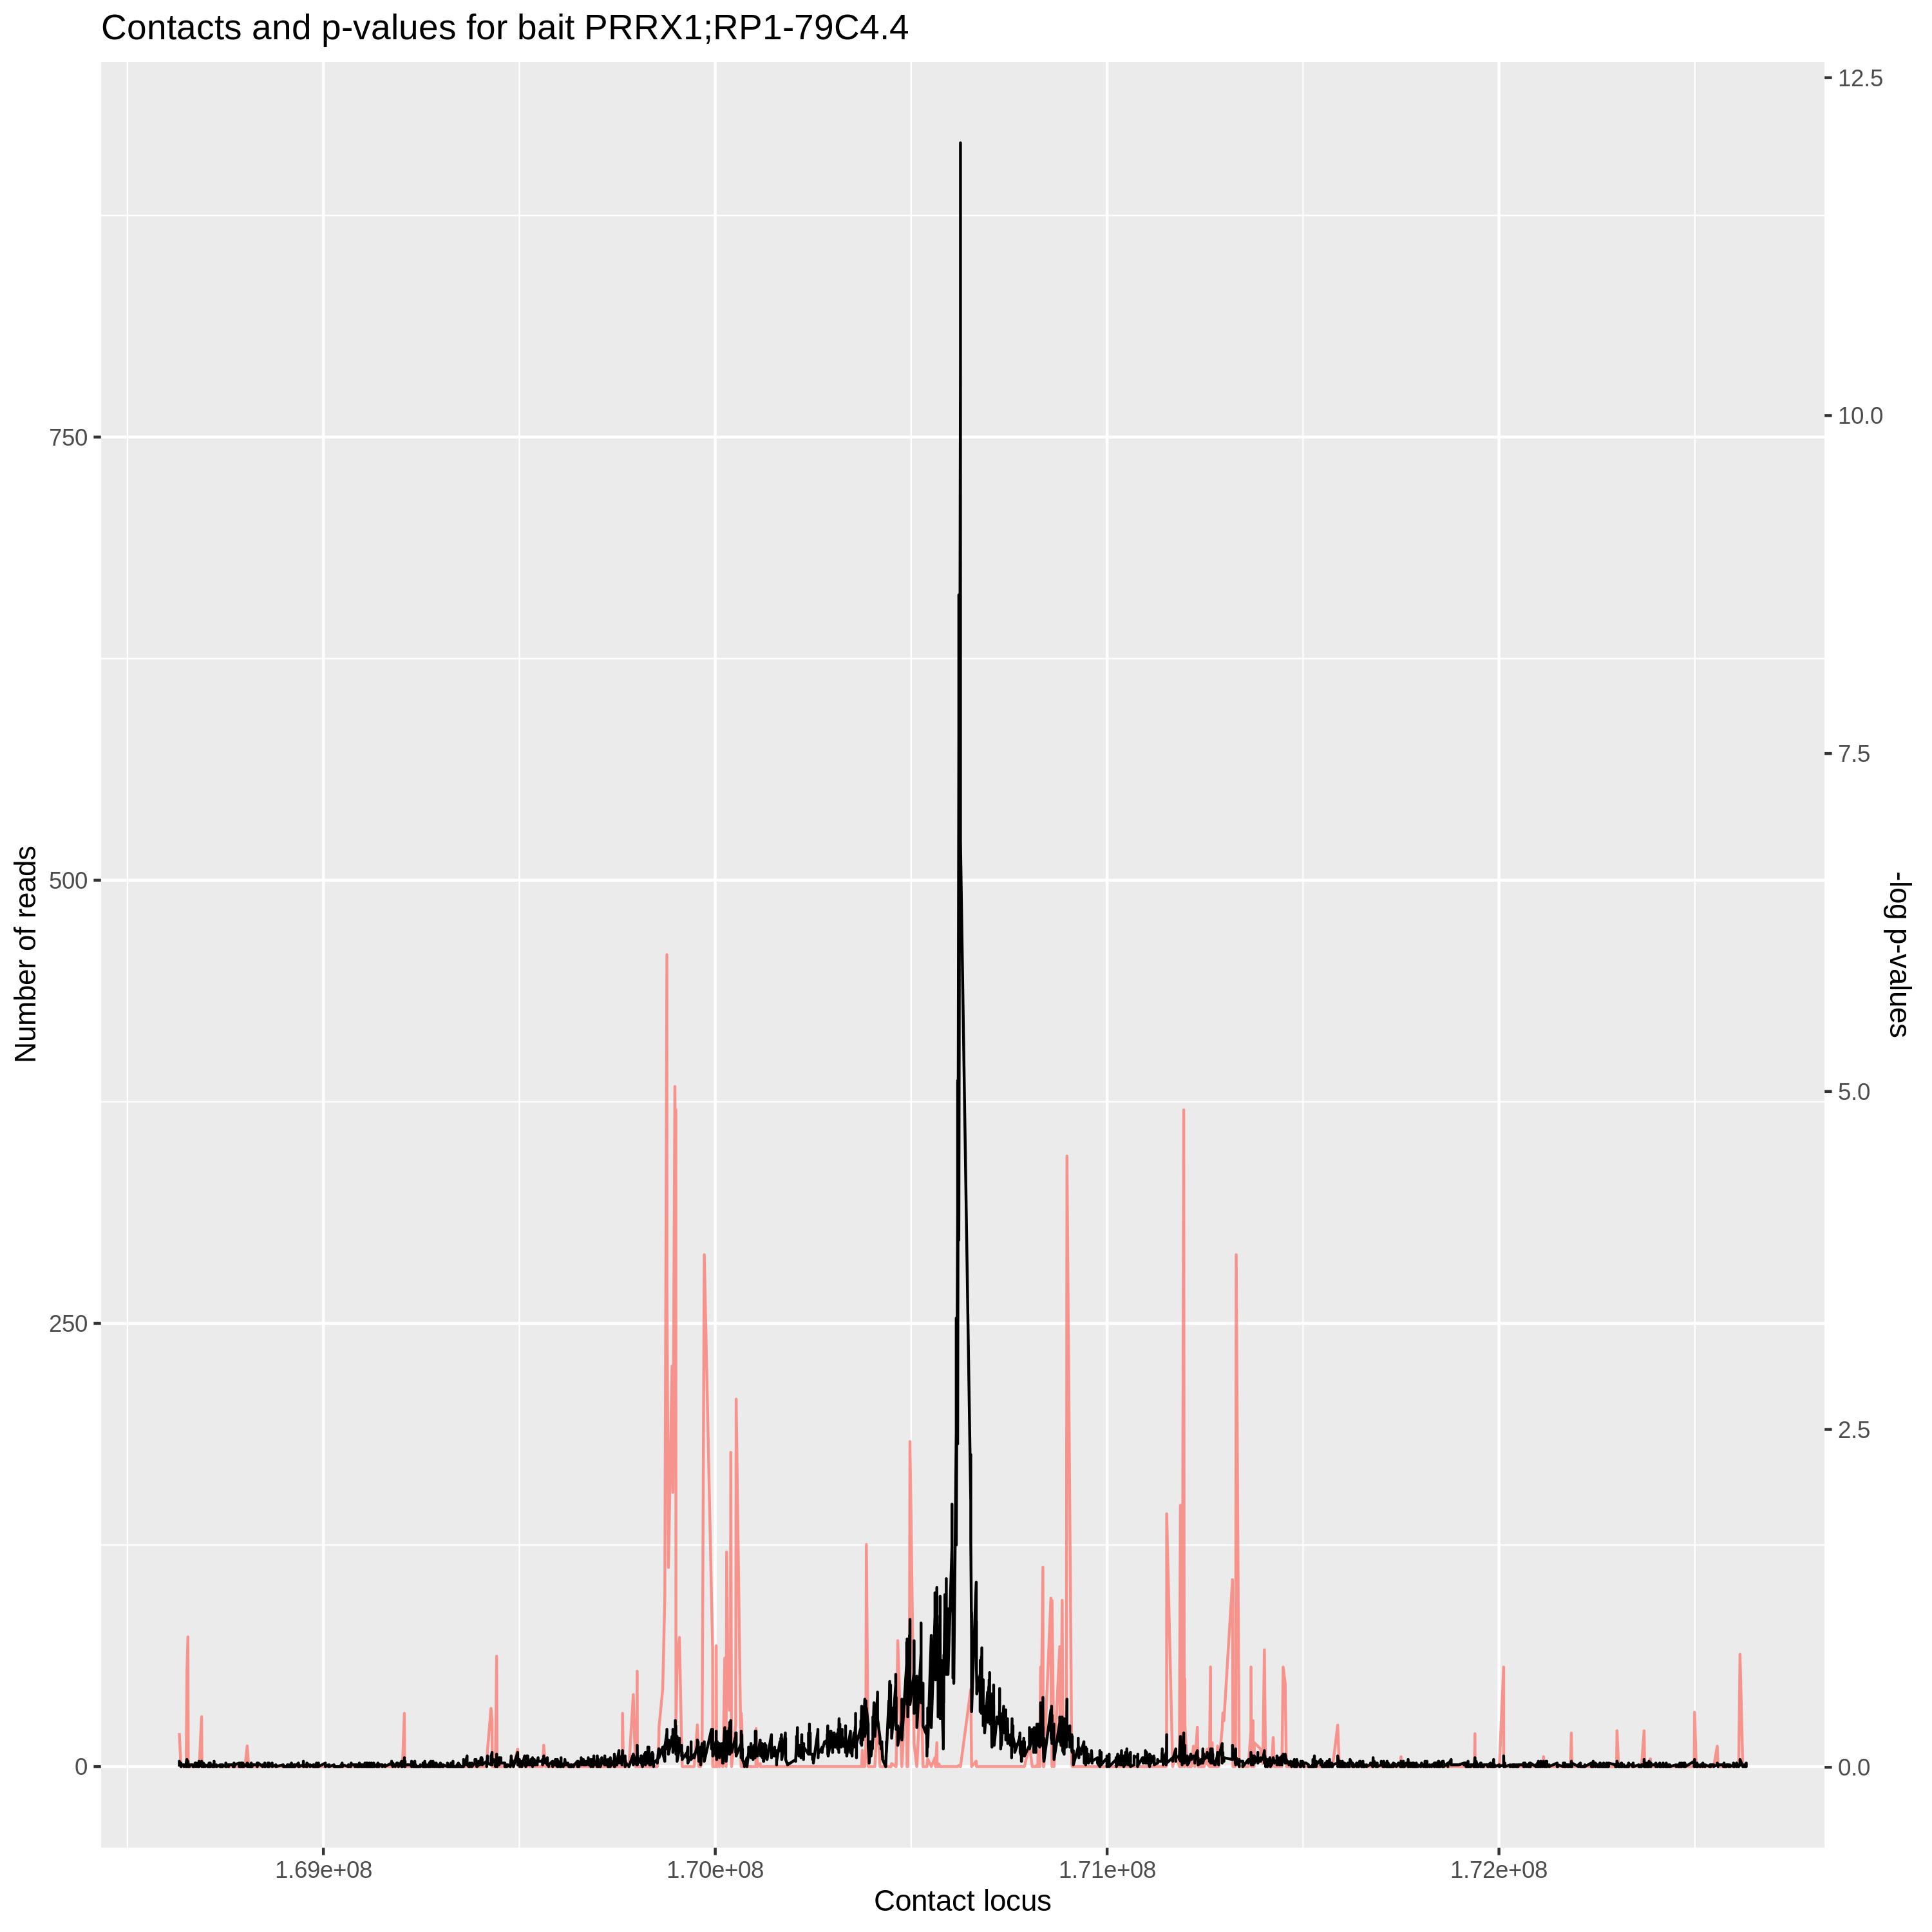 Contacts and p-values for bait PRRX1;RP1-79C4.4
12.5
10.0
7.5
5.0
2.5
0.0
-log p-values
750
500
250
0
Number of reads
1.69e+08
1.70e+08
1.71e+08
1.72e+08
Contact locus